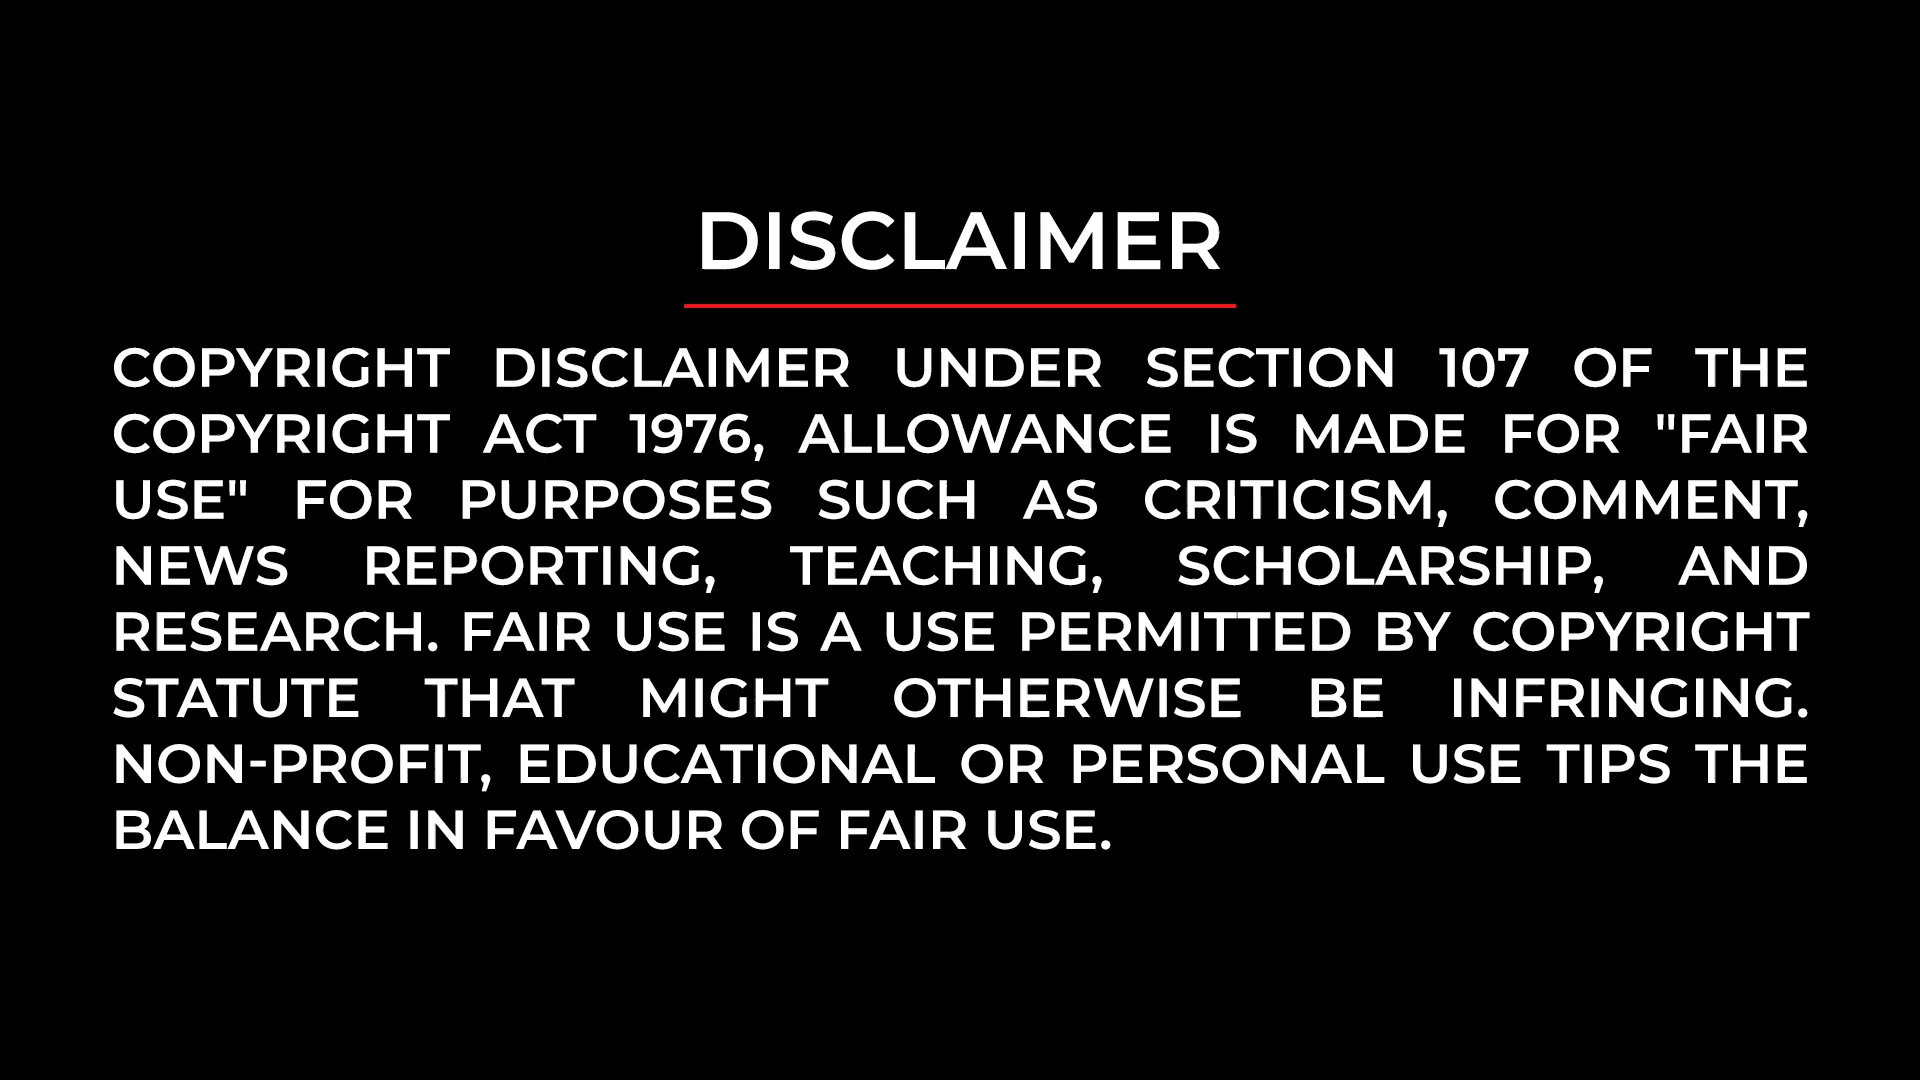 DISCLAIMER
COPYRIGHT DISCLAIMER UNDER SECTION 107 OF THE
COPYRIGHT ACT 1976, ALLOWANCE IS MADE FOR "FAIR
USE" FOR PURPOSES SUCH AS CRITICISM, COMMENT,
NEWS REPORTING, TEACHING, SCHOLARSHIP, AND
RESEARCH. FAIR USE IS A USE PERMITTED BY COPYRIGHT
STATUTE THAT MIGHT OTHERWISE BE INFRINGING.
NON-PROFIT, EDUCATIONAL OR PERSONAL USE TIPS THE
BALANCE IN FAVOUR OF FAIR USE.